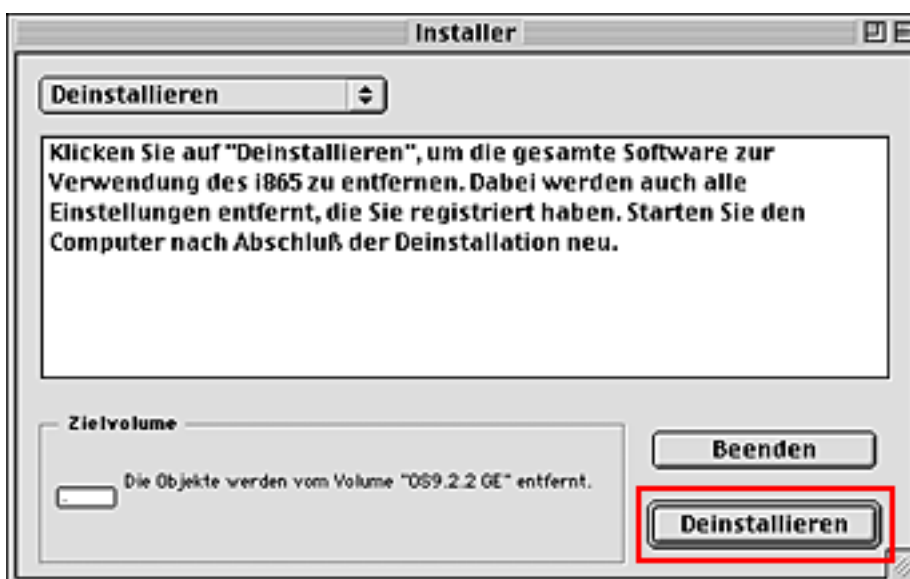 Installer
Deinstallieren
Klicken Sie auf "Deinstallieren", um die gesamte Software zur
Verwendung des i865 zu entfernen. Dabei werden auch alle
Einstellungen entfernt, die Sie registriert haben. Starten Sie den
Computer nach Abschluß der Deinstallation neu.
Zielvolume
Die Objekte werden vom Volume "OS9.2.2 GE" entfernt.
Beenden
Deinstallieren